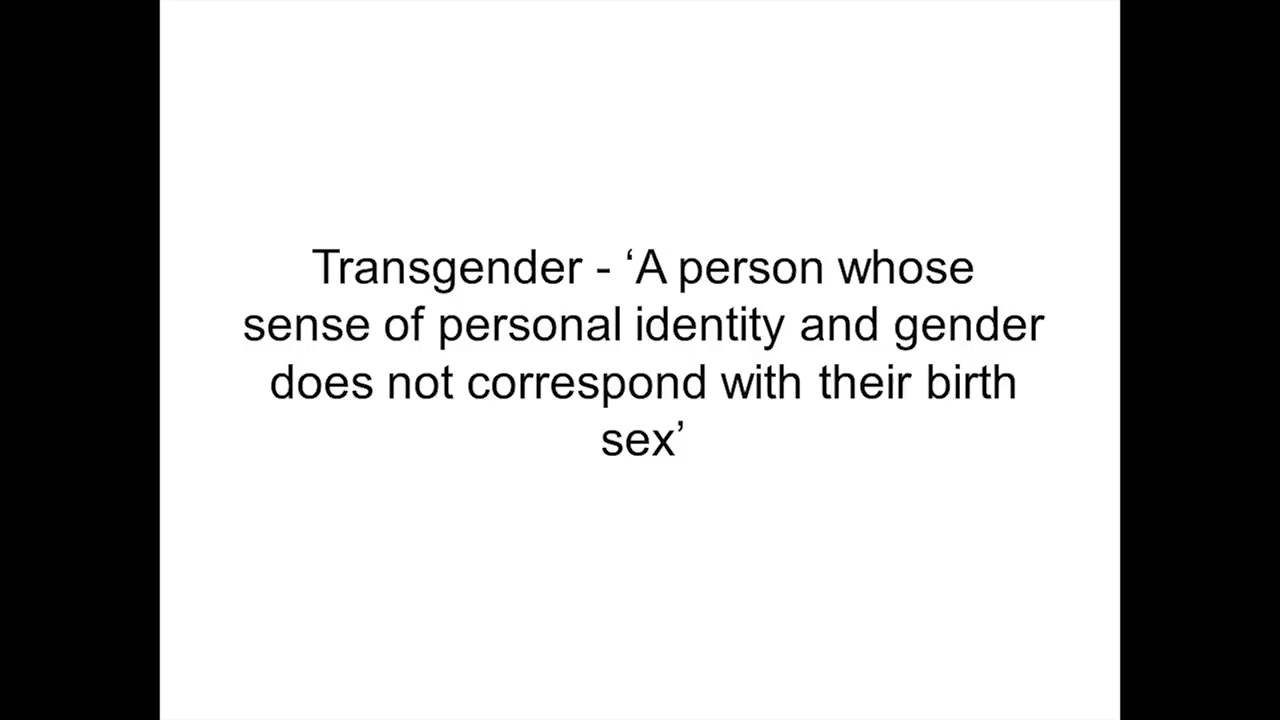 Transgender - ‘A person whose
sense of personal identity and gender
does not correspond with their birth
sex’